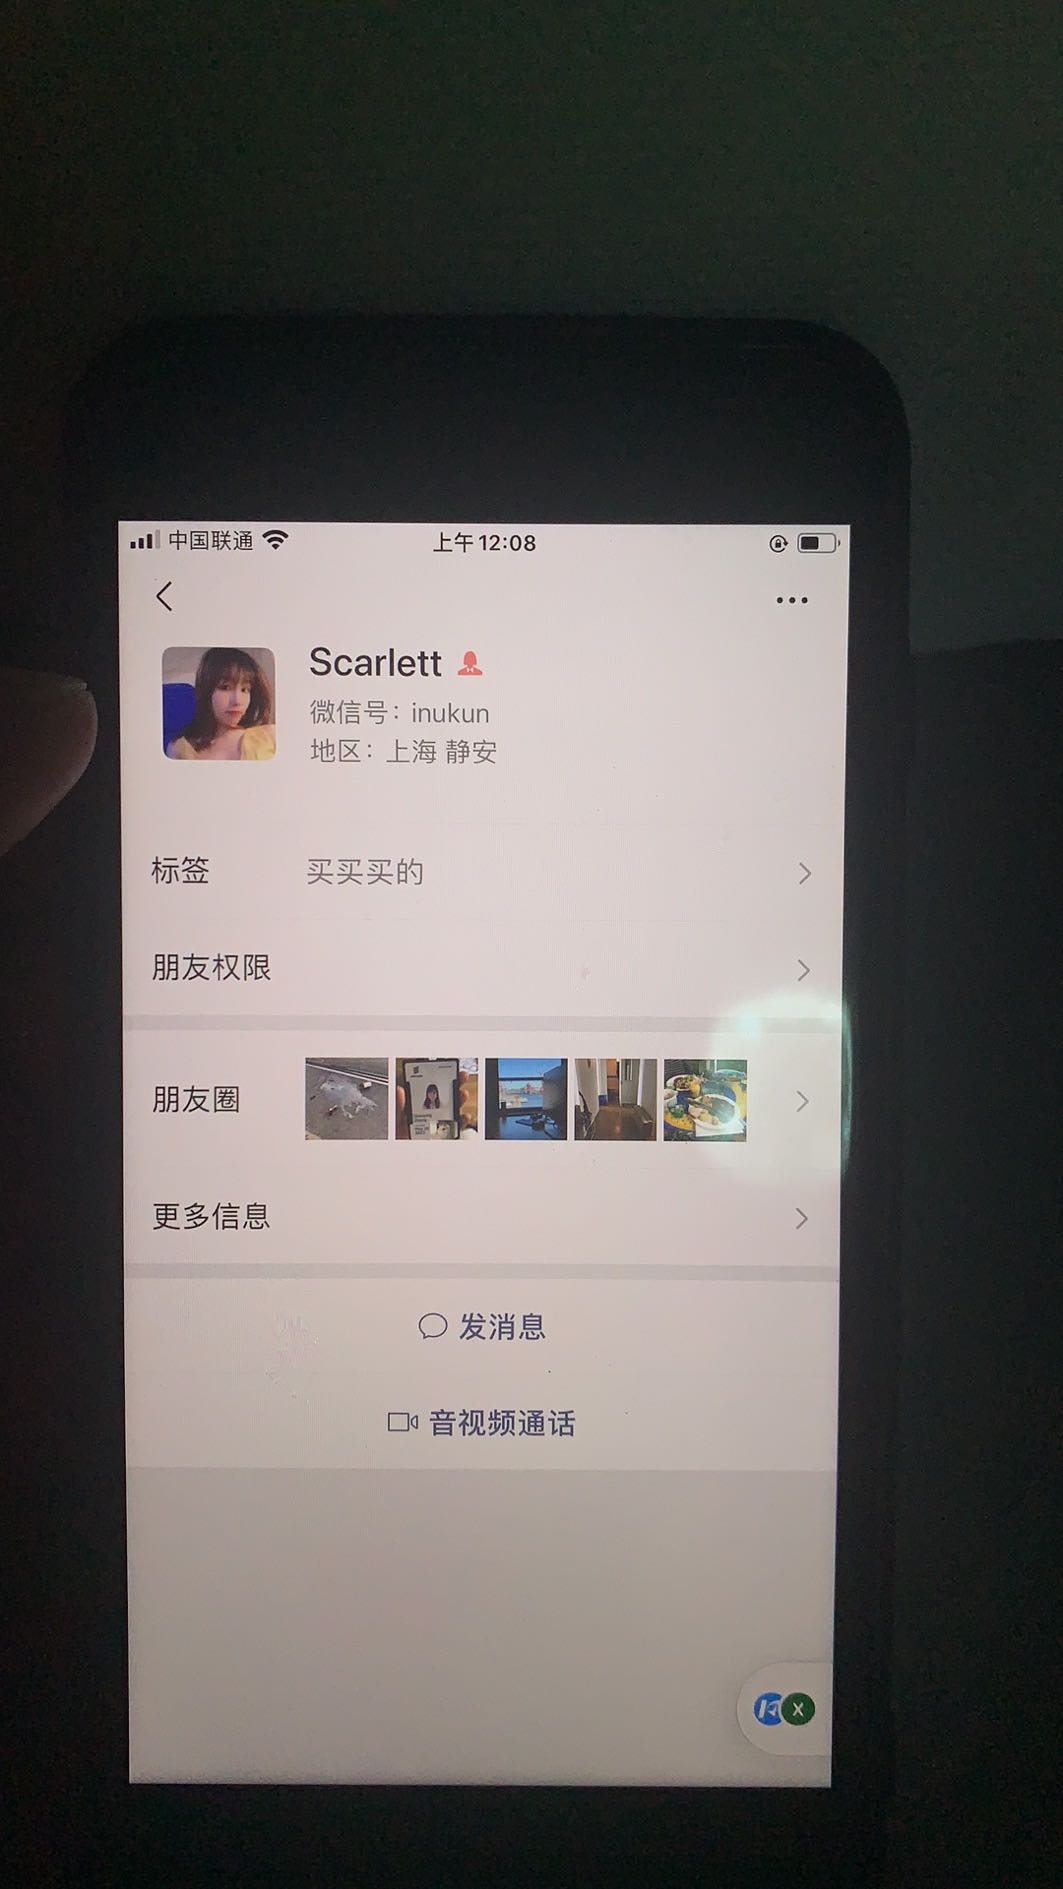 中国联通
上午12:08
Scarlett
微信号：inukun
地区：上海 静安
标签
买买买的
朋友权限
朋友圈
更多信息
发消息
音视频通话
X